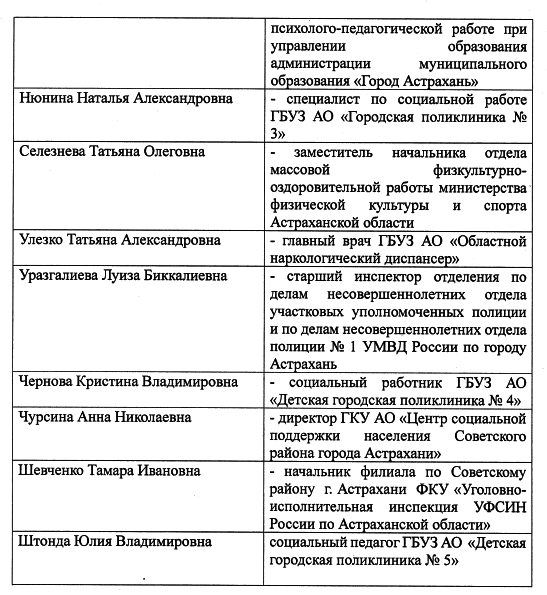 психолого-педагогической работе при
управлении образования
администрации муниципального
образования «Город Астрахань»
Нюнина Наталья Александровна
- специалист по социальной работе
ГБУЗ АО «Городская поликлиника №
3»
Селезнева Татьяна Олеговна
- заместитель начальника отдела
массовой физкультурно-
оздоровительной работы министерства
физической культуры и спорта
Астраханской области
Улезко Татьяна Александровна
- главный врач ГБУЗ АО «Областной
наркологический диспансер»
Уразгалиева Луиза Биккалиевна
- старший инспектор отделения по
делам несовершеннолетних отдела
участковых уполномоченных полиции
и по делам несовершеннолетних отдела
полиции № 1 УМВД России по городу
Астрахань
Чернова Кристина Владимировна
- социальный работник ГБУЗ АО
«Детская городская поликлиника № 4»
Чурсина Анна Николаевна
- директор ГКУ АО «Центр социальной
поддержки населения Советского
района города Астрахани»
Шевченко Тамара Ивановна
- начальник филиала по Советскому
району г. Астрахани ФКУ «Уголовно-
исполнительная инспекция УФСИН
России по Астраханской области»
Штонда Юлия Владимировна
социальный педагог ГБУЗ АО «Детская
городская поликлиника № 5»